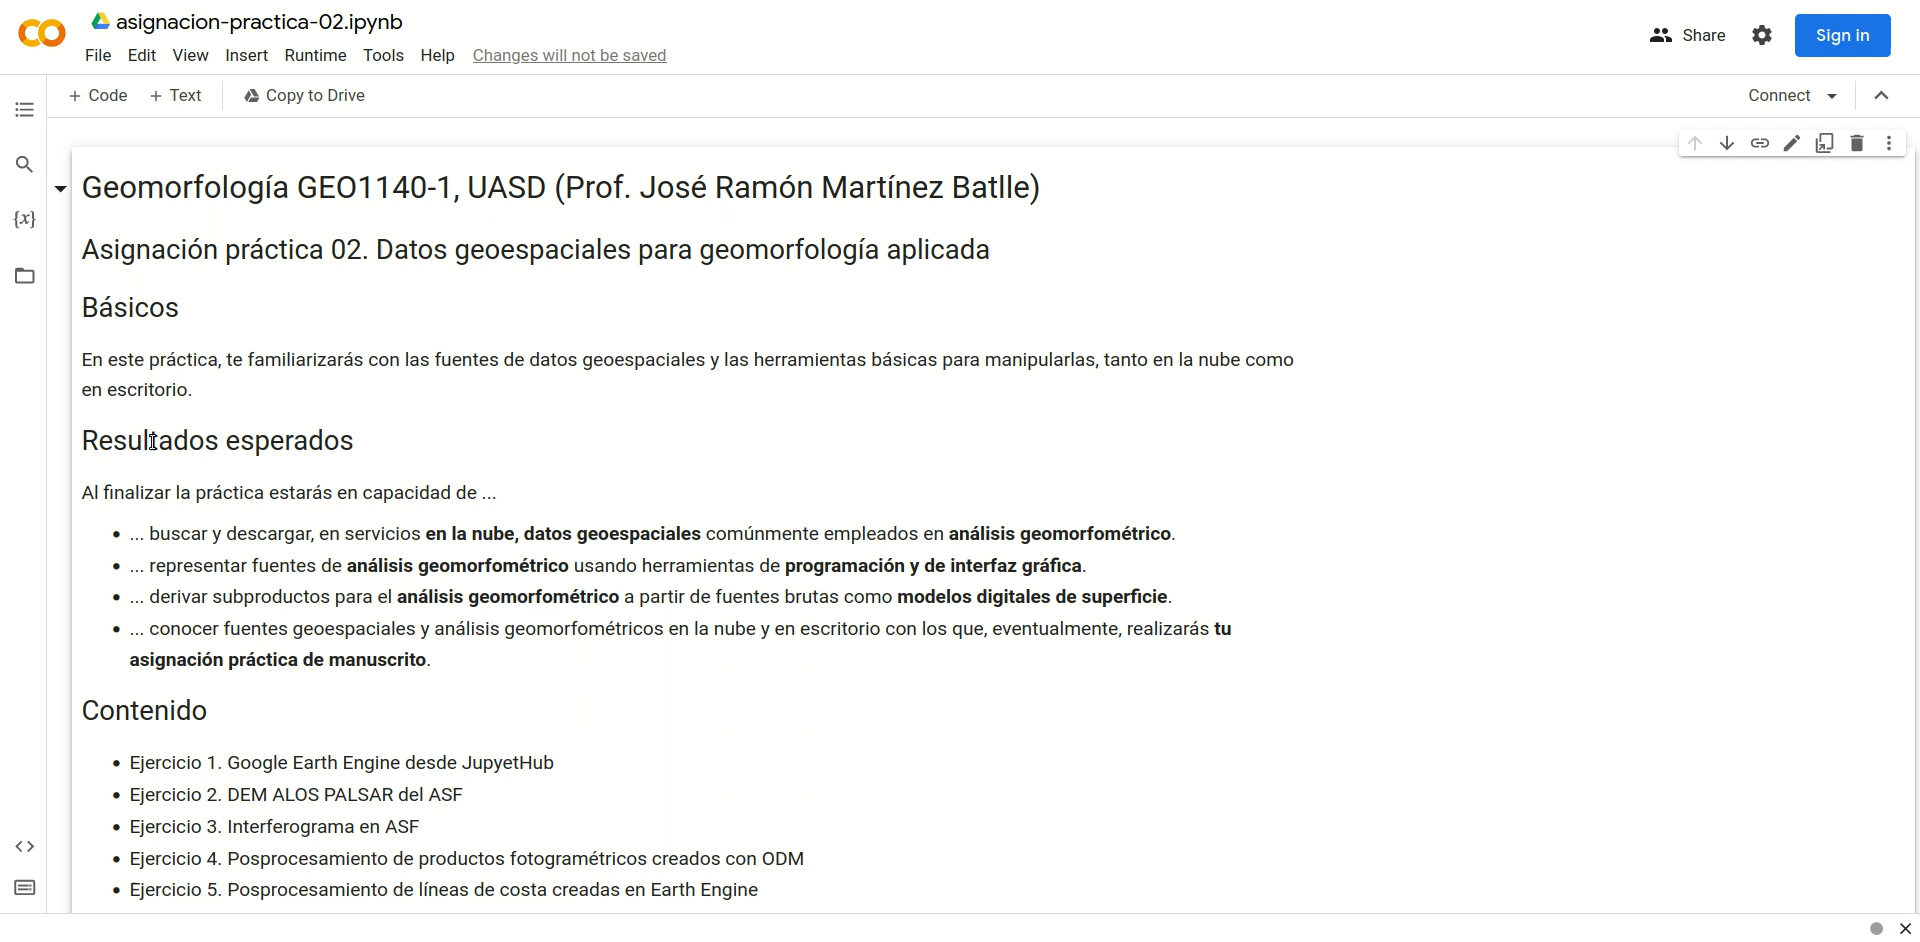 asignacion-practica-02.ipynb
File Edit View Insert Runtime Tools Help Changes will not be saved
Share
Sign in
+ Code + Text Copy to Drive
Connect
{x}
Geomorfología GEO1140-1, UASD (Prof. José Ramón Martínez Batlle)
Asignación práctica 02. Datos geoespaciales para geomorfología aplicada
Básicos
En este práctica, te familiarizarás con las fuentes de datos geoespaciales y las herramientas básicas para manipularlas, tanto en la nube como
en escritorio.
Resultados esperados
Al finalizar la práctica estarás en capacidad de ...
• ... buscar y descargar, en servicios en la nube, datos geoespaciales comúnmente empleados en análisis geomorfométrico.
• ... representar fuentes de análisis geomorfométrico usando herramientas de programación y de interfaz gráfica.
• ... derivar subproductos para el análisis geomorfométrico a partir de fuentes brutas como modelos digitales de superficie.
• ... conocer fuentes geoespaciales y análisis geomorfométricos en la nube y en escritorio con los que, eventualmente, realizarás tu
asignación práctica de manuscrito.
Contenido
• Ejercicio 1. Google Earth Engine desde JupyetHub
• Ejercicio 2. DEM ALOS PALSAR del ASF
• Ejercicio 3. Interferograma en ASF
• Ejercicio 4. Posprocesamiento de productos fotogramétricos creados con ODM
• Ejercicio 5. Posprocesamiento de líneas de costa creadas en Earth Engine